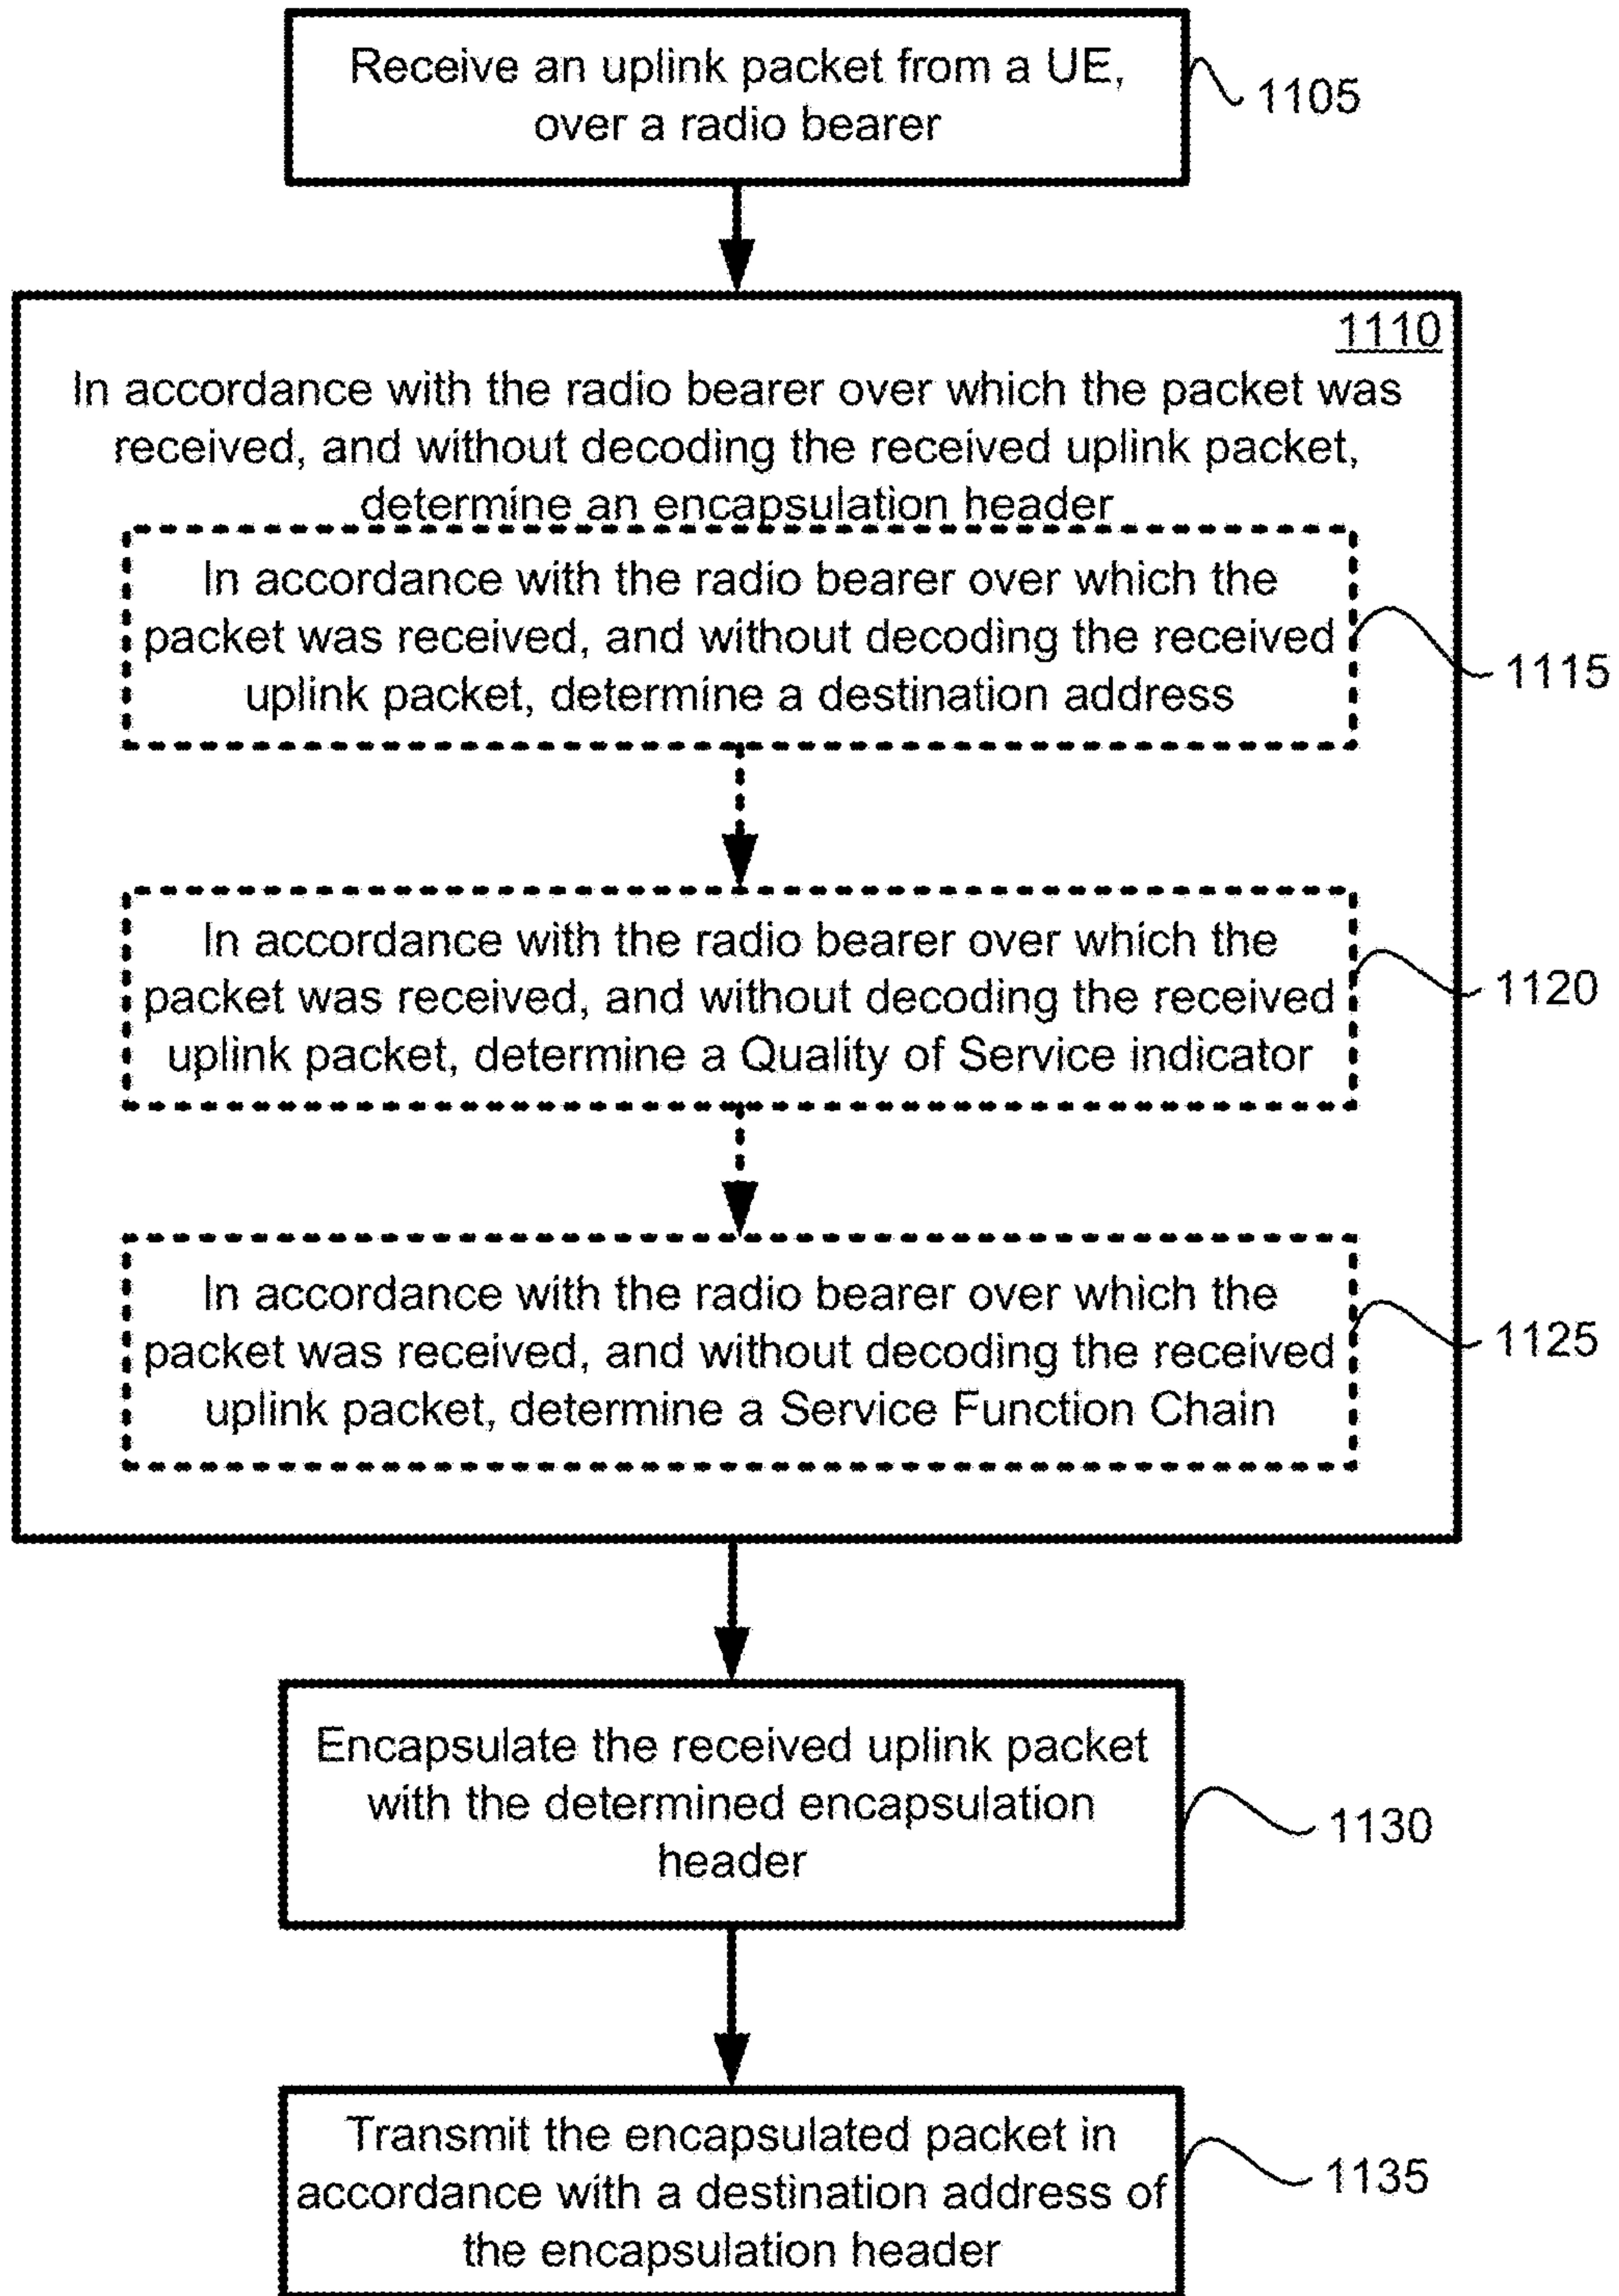 Receive an uplink packet from a UE,
over a radio bearer
1105
1110
In accordance with the radio bearer over which the packet was
received, and without decoding the received uplink packet,
determine an encapsulation header
In accordance with the radio bearer over which the
packet was received, and without decoding the received
uplink packet, determine a destination address
1115
In accordance with the radio bearer over which the
packet was received, and without decoding the received
uplink packet, determine a Quality of Service indicator
1120
In accordance with the radio bearer over which the
packet was received, and without decoding the received
uplink packet, determine a Service Function Chain
1125
Encapsulate the received uplink packet
with the determined encapsulation
header
1130
Transmit the encapsulated packet in
accordance with a destination address of
the encapsulation header
1135